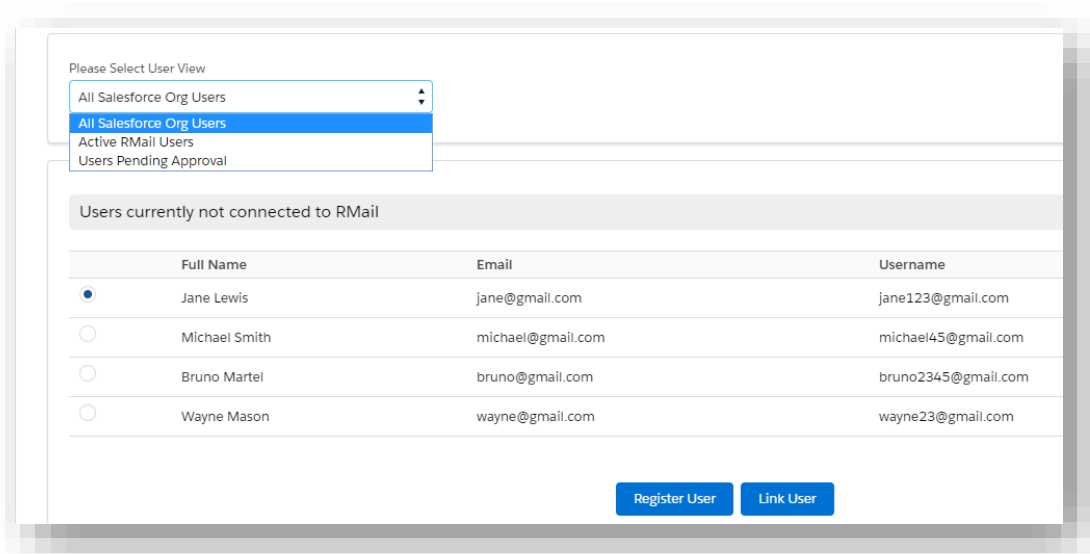 Please Select User View
All Salesforce Org Users
All Salesforce Org Users
Active RMail Users
Users Pending Approval
Users currently not connected to RMail
Full Name Email Username
Jane Lewis jane@gmail.com jane123@gmail.com
Michael Smith michael@gmail.com michael45@gmail.com
Bruno Martel bruno@gmail.com bruno2345@gmail.com
Wayne Mason wayne@gmail.com wayne23@gmail.com
Register User Link User